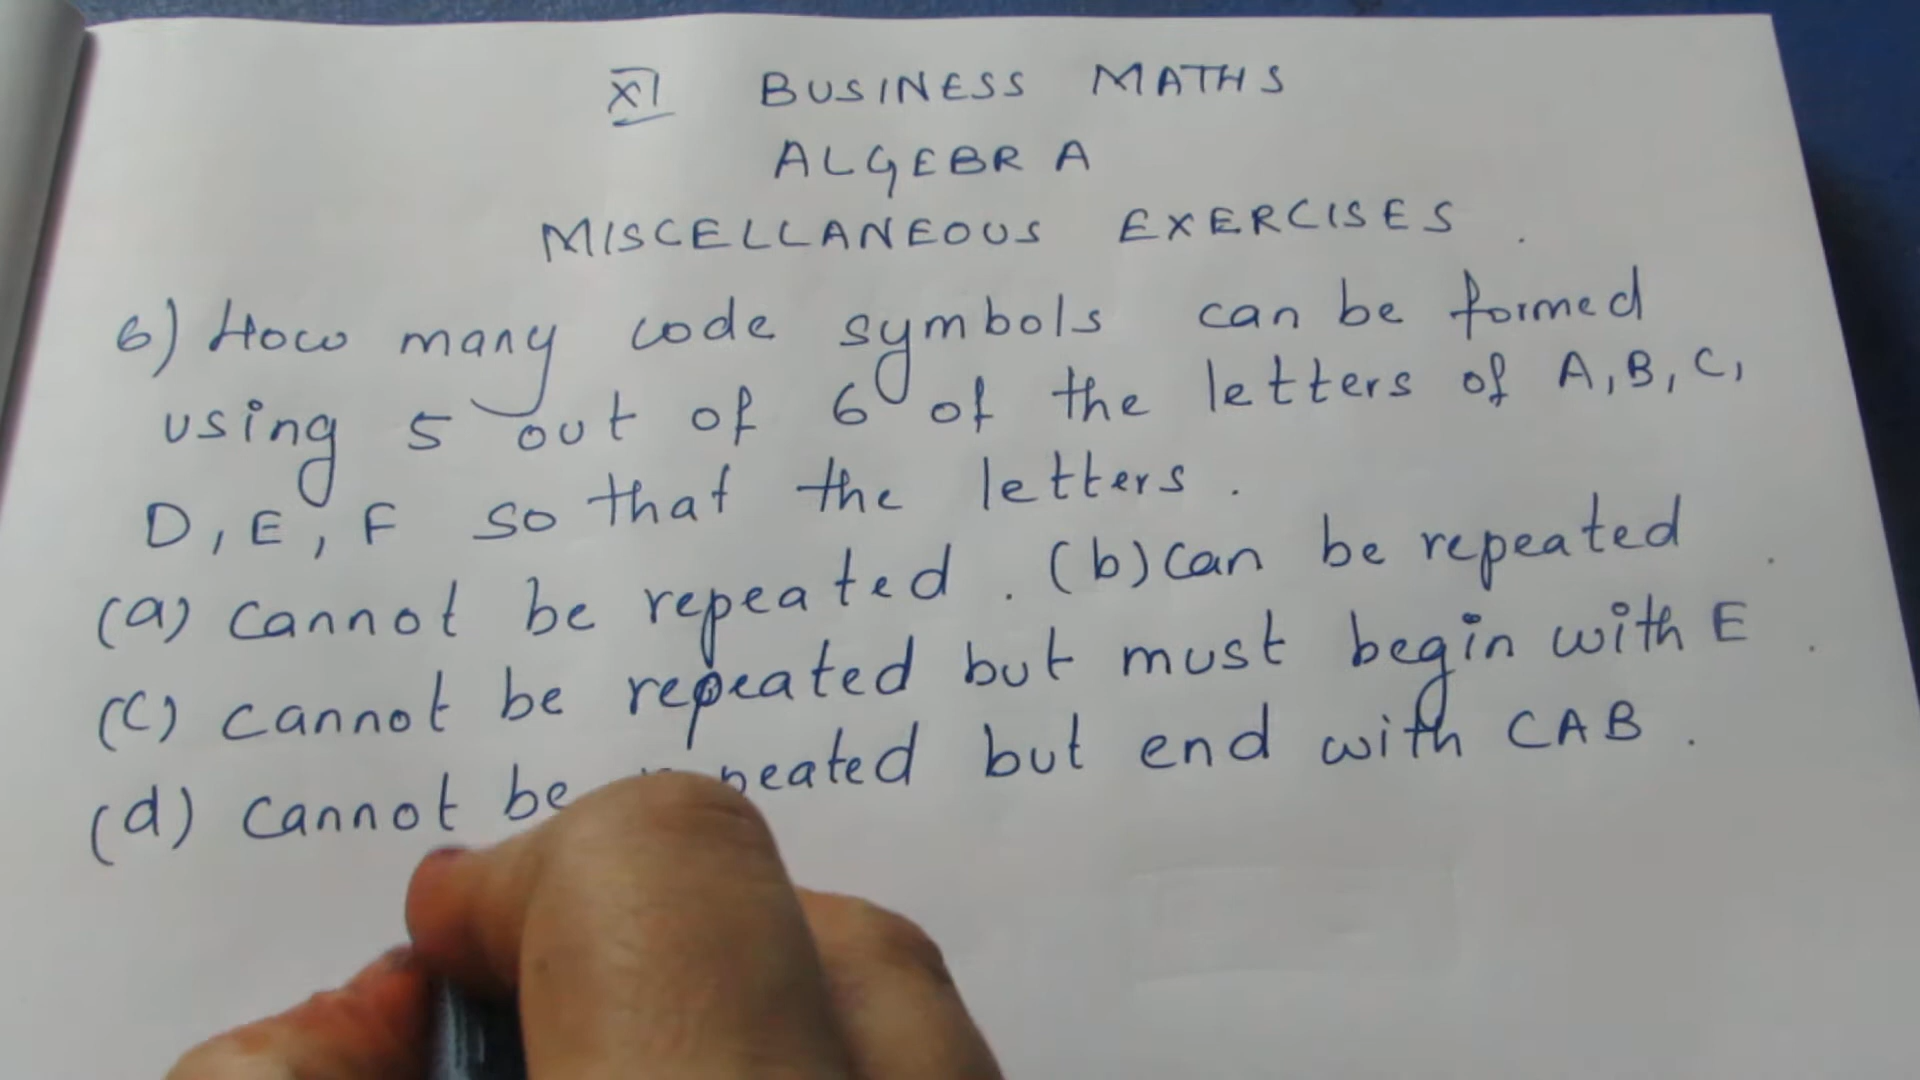 XI BUSINESS MATHS
ALGEBRA
MISCELLANEOUS EXERCISES.
6) How many code symbols can be formed
using 5 out of 6 of the letters of A, B, C,
D, E, F so that the letters.
(a) cannot be repeated. (b) can be repeated
(C) cannot be repeated but must begin with E
(d) cannot be peated but end with CAB.